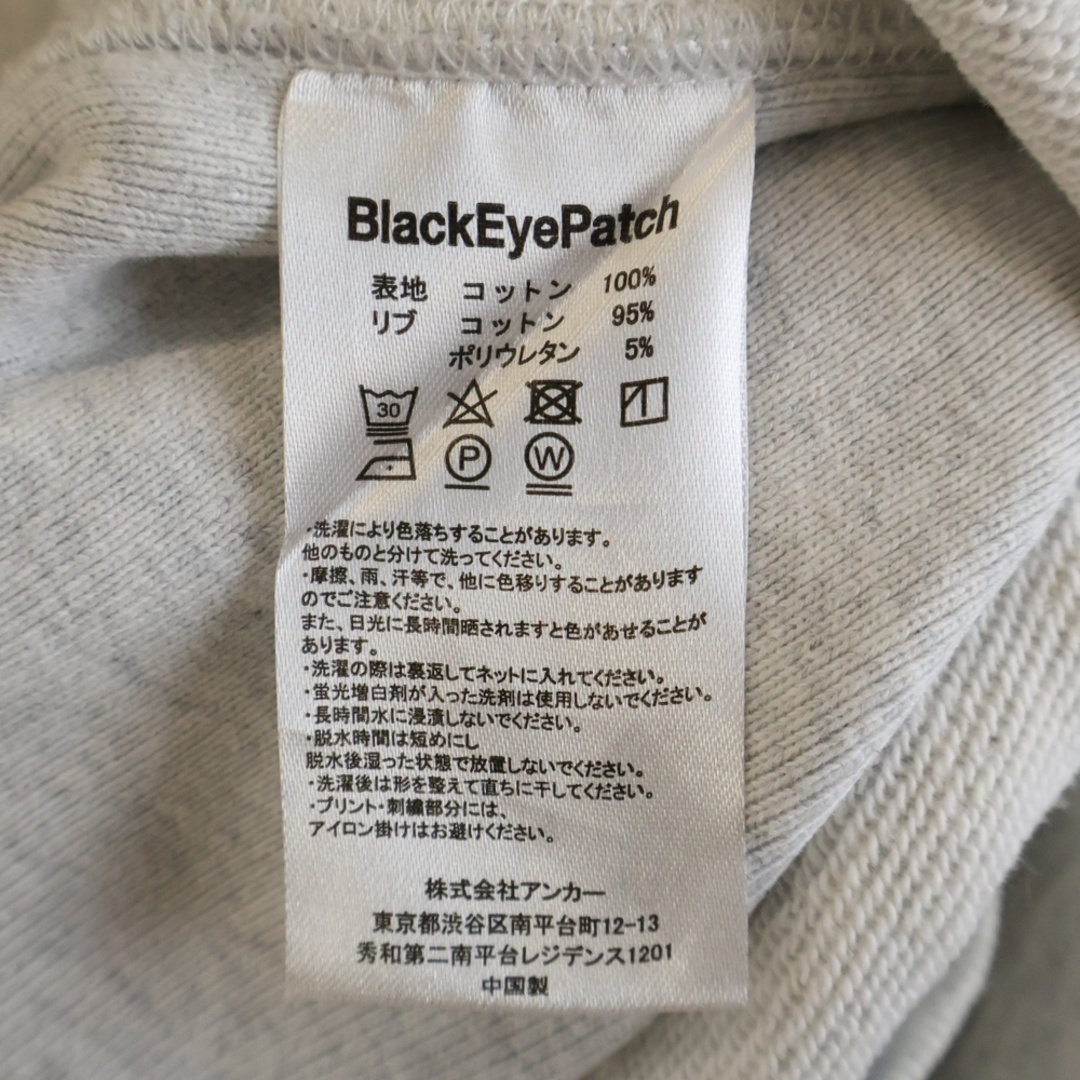 BlackEyePatch
表地 コットン 100%
リブ コットン 95%
ポリウレタン 5%
30
P W
・洗濯により色落ちすることがあります。
他のものと分けて洗ってください。
・摩擦、雨、汗等で、他に色移りすることがあります
のでご注意ください。
また、日光に長時間晒されますと色があせることが
あります。
・洗濯の際は裏返してネットに入れてください。
・蛍光増白剤が入った洗剤は使用しないでください。
・長時間水に浸漬しないでください。
・脱水時間は短めにし
脱水後湿った状態で放置しないでください。
・洗濯後は形を整えて直ちに干してください。
・プリント・刺繍部分には、
アイロン掛けはお避けください。
株式会社アンカー
東京都渋谷区南平台町12-13
秀和第二南平台レジデンス1201
中国製